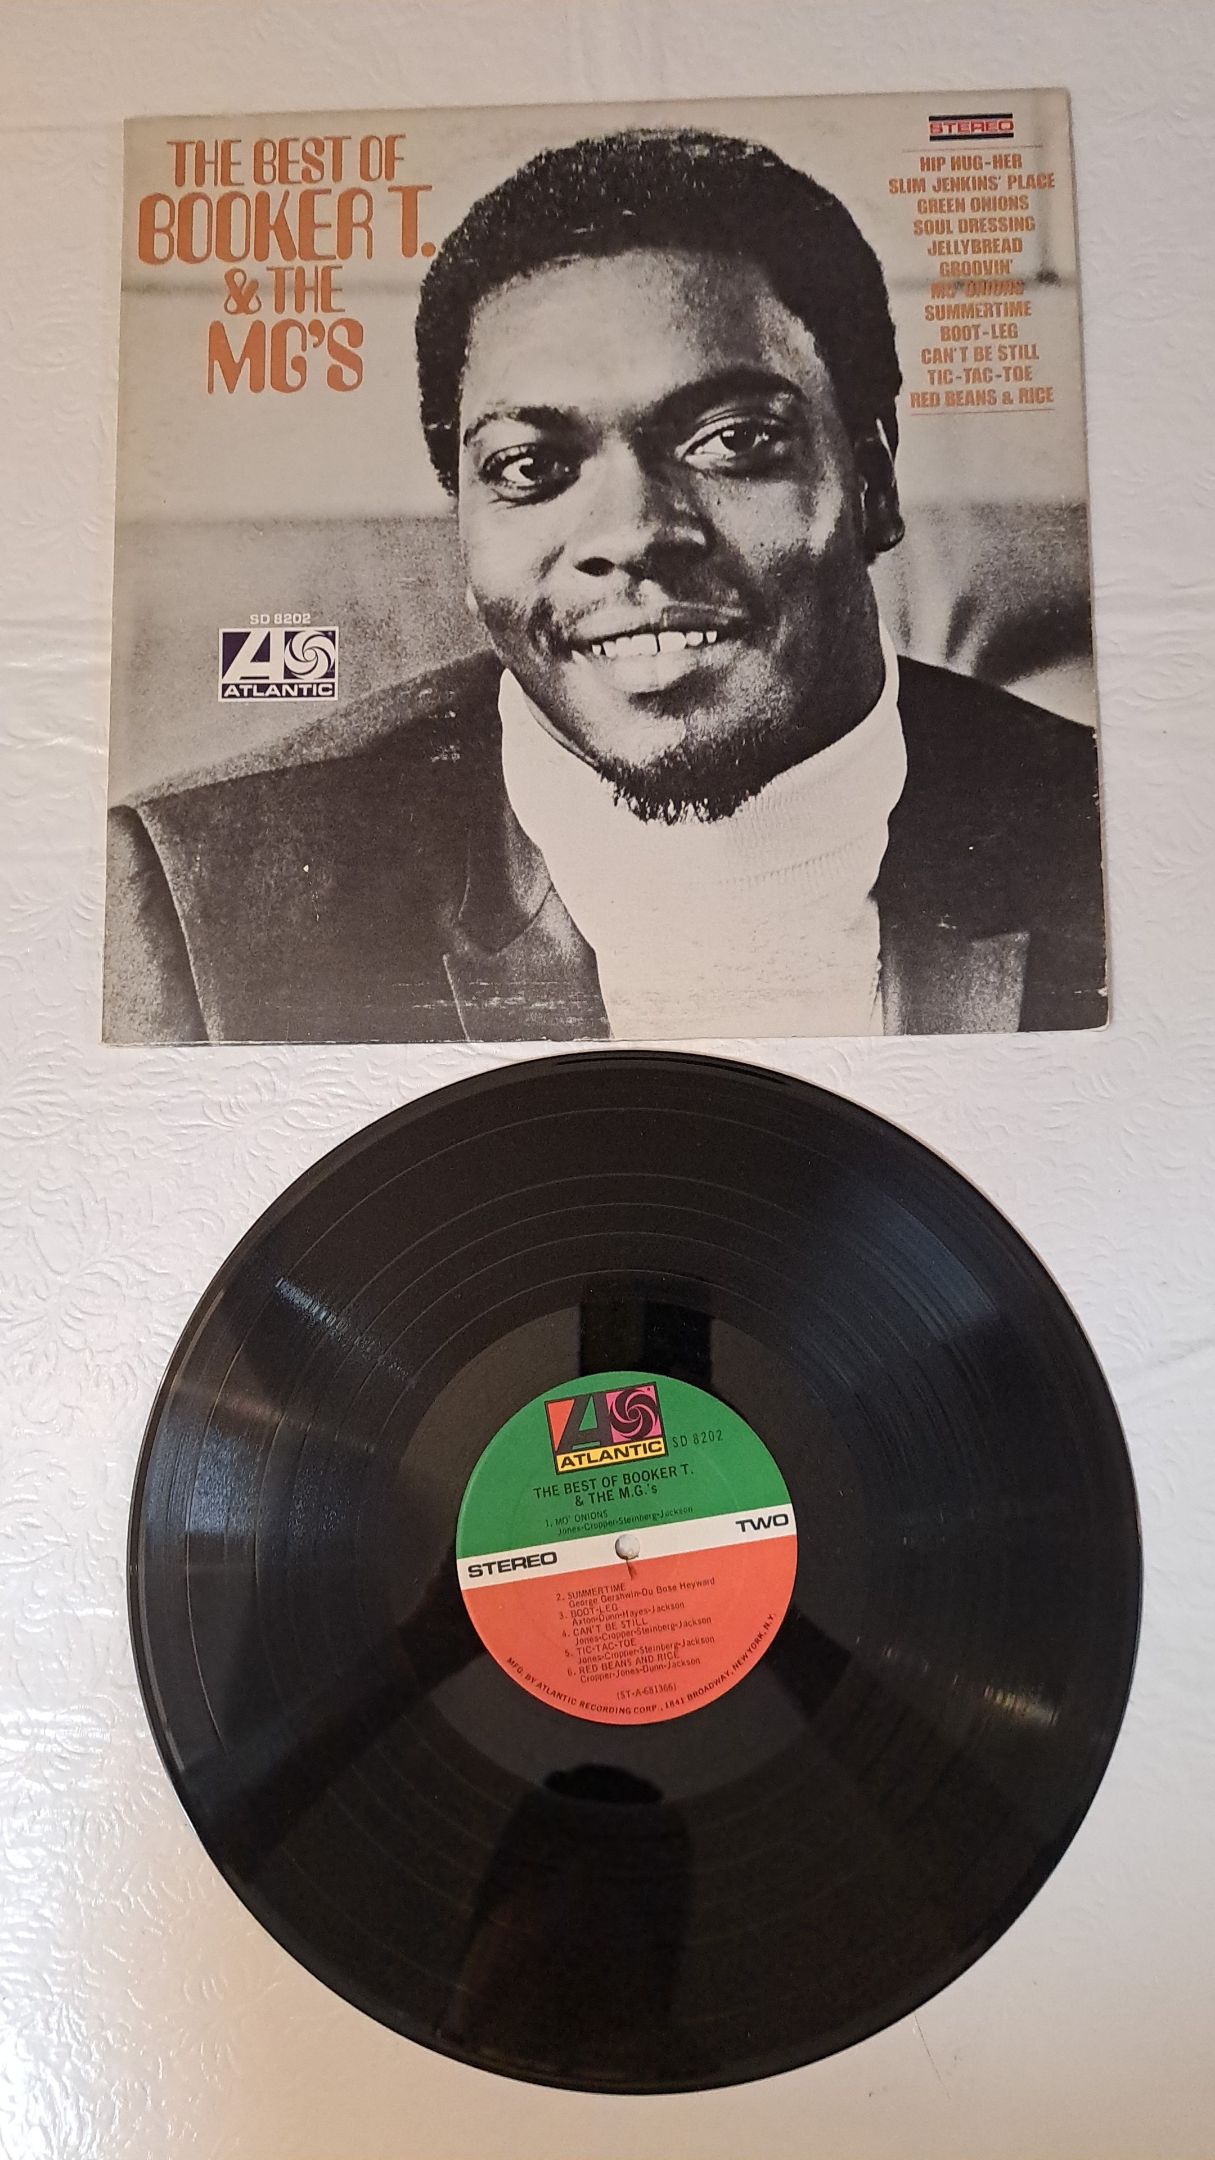 THE BEST OF
BOOKER T.
& THE
MG'S
STEREO
HIP HUG-HER
SLIM JENKINS' PLACE
GREEN ONIONS
SOUL DRESSING
JELLYBREAD
GROOVIN'
MO' ONIONS
SUMMERTIME
BOOT-LEG
CAN'T BE STILL
TIC-TAC-TOE
RED BEANS & RICE
SD 8202
ATLANTIC
ATLANTIC
SD 8202
THE BEST OF BOOKER T.
& THE M.G.'s
1. MO' ONIONS
Jones-Cropper-Steinberg-Jackson
STEREO
TWO
2. SUMMERTIME
George Gershwin-Du Bose Heyward
3. BOOT-LEG
Axton-Dunn-Hayes-Jackson
4. CAN'T BE STILL
Jones-Cropper-Steinberg-Jackson
5. TIC-TAC-TOE
Jones-Cropper-Steinberg-Jackson
6. RED BEANS AND RICE
Cropper-Jones-Dunn-Jackson
(ST-A-681366)
MFG. BY ATLANTIC RECORDING CORP., 1841 BROADWAY, NEW YORK, N.Y.